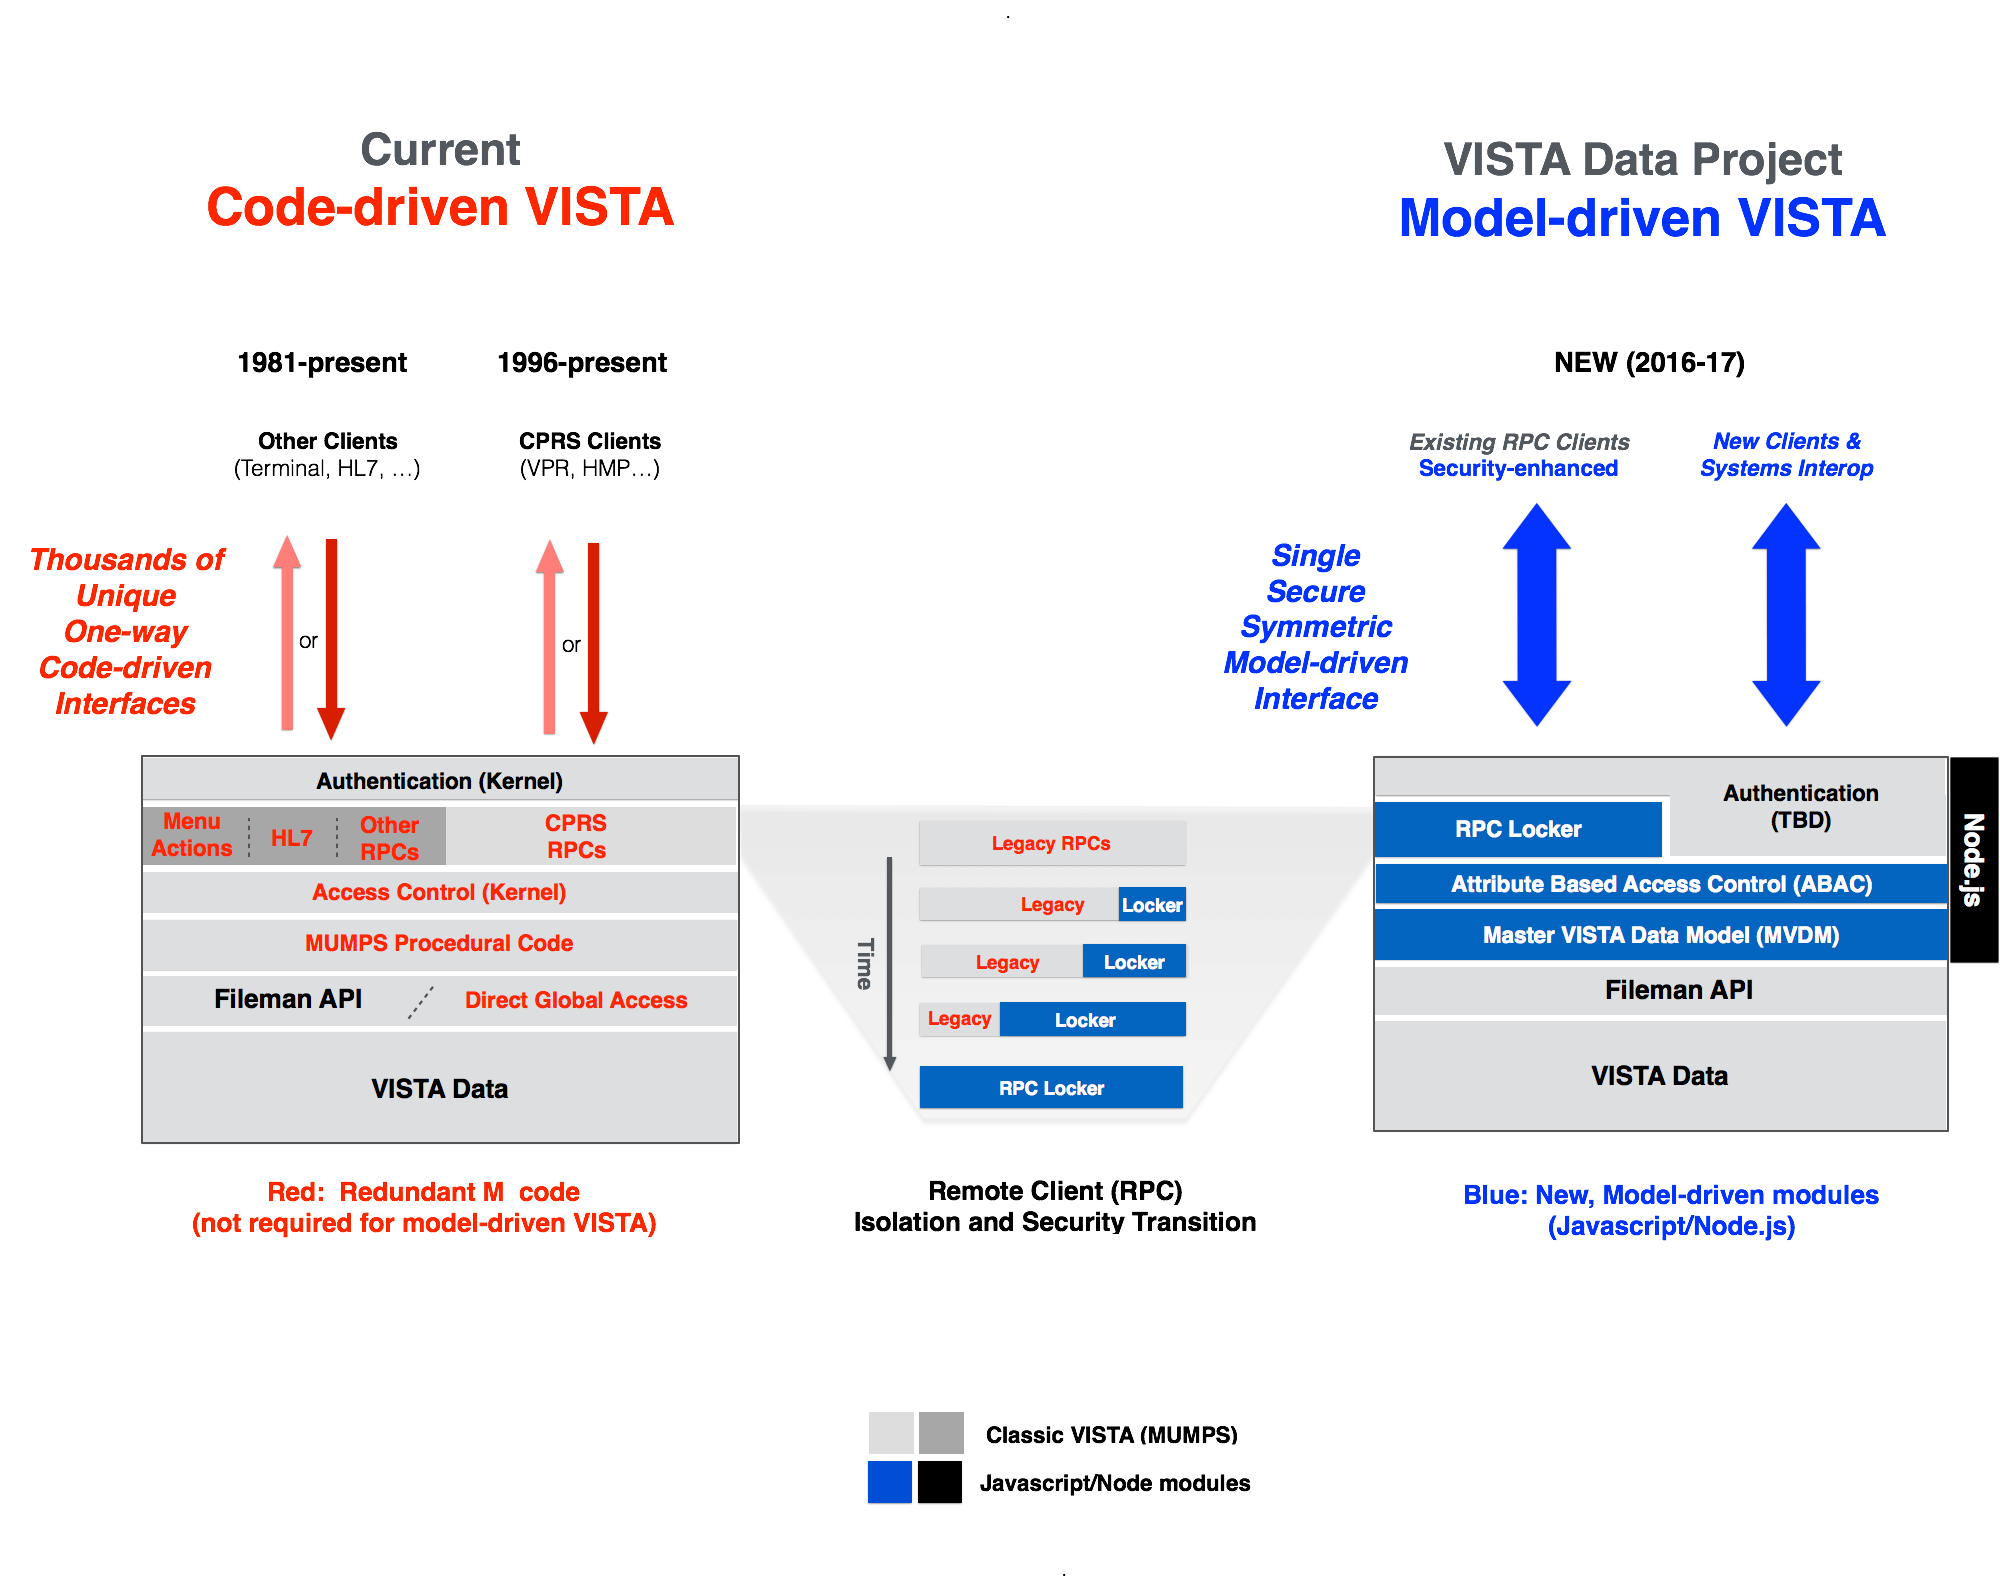 Current
Code-driven VISTA
VISTA Data Project
Model-driven VISTA
1981-present
1996-present
NEW (2016-17)
Other Clients
(Terminal, HL7, …)
CPRS Clients
(VPR, HMP…)
Existing RPC Clients
Security-enhanced
New Clients &
Systems Interop
Thousands of
Unique
One-way
Code-driven
Interfaces
or
or
Single
Secure
Symmetric
Model-driven
Interface
Authentication (Kernel)
Menu
Actions
HL7
Other
RPCs
CPRS
RPCs
Access Control (Kernel)
MUMPS Procedural Code
Fileman API
Direct Global Access
VISTA Data
Red:  Redundant M  code
(not required for model-driven VISTA)
Time
Legacy RPCs
Legacy
Locker
Legacy
Locker
Legacy
Locker
RPC Locker
Remote Client (RPC)
Isolation and Security Transition
Authentication
(TBD)
RPC Locker
Attribute Based Access Control (ABAC)
Master VISTA Data Model (MVDM)
Fileman API
VISTA Data
Node.js
Blue: New, Model-driven modules
(Javascript/Node.js)
Classic VISTA (MUMPS)
Javascript/Node modules